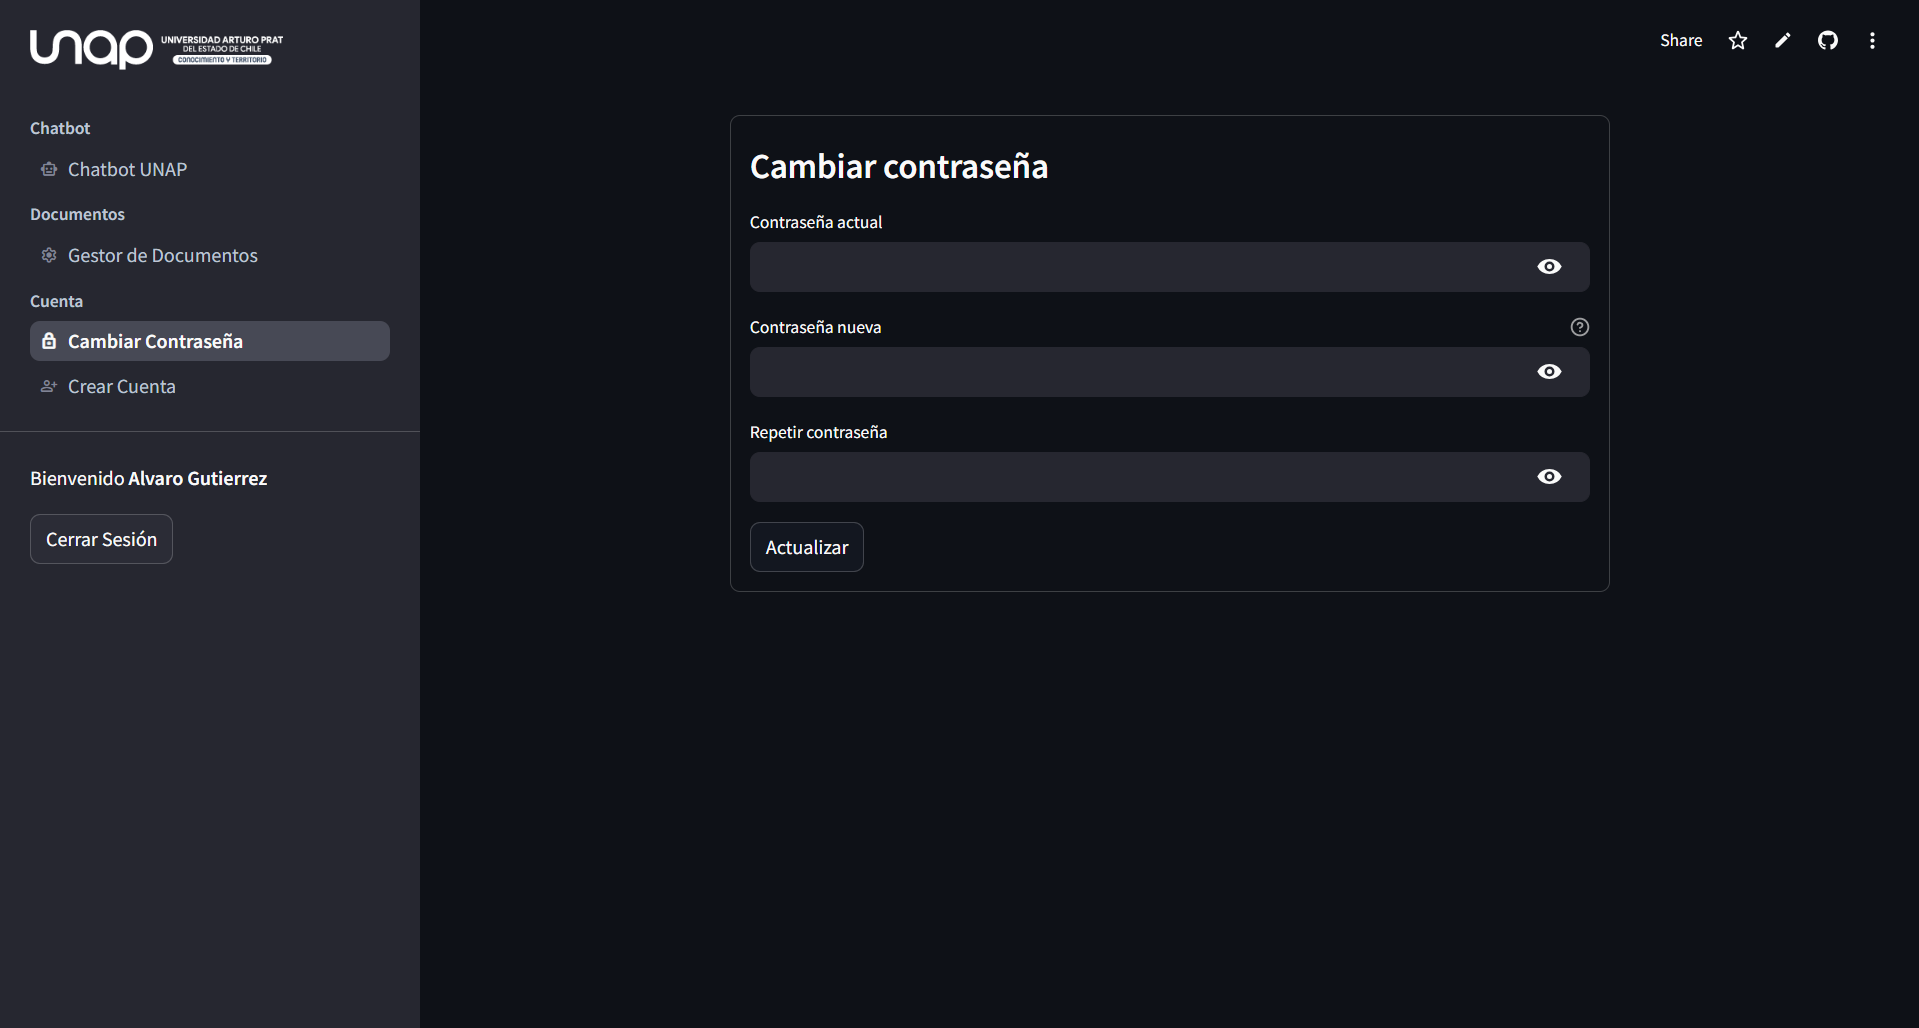 unap
UNIVERSIDAD ARTURO PRAT
DEL ESTADO DE CHILE
CONOCIMIENTO Y TERRITORIO
Chatbot
Chatbot UNAP
Documentos
Gestor de Documentos
Cuenta
Cambiar Contraseña
Crear Cuenta
Bienvenido Alvaro Gutierrez
Cerrar Sesión
Share
Cambiar contraseña
Contraseña actual
Contraseña nueva
Repetir contraseña
Actualizar